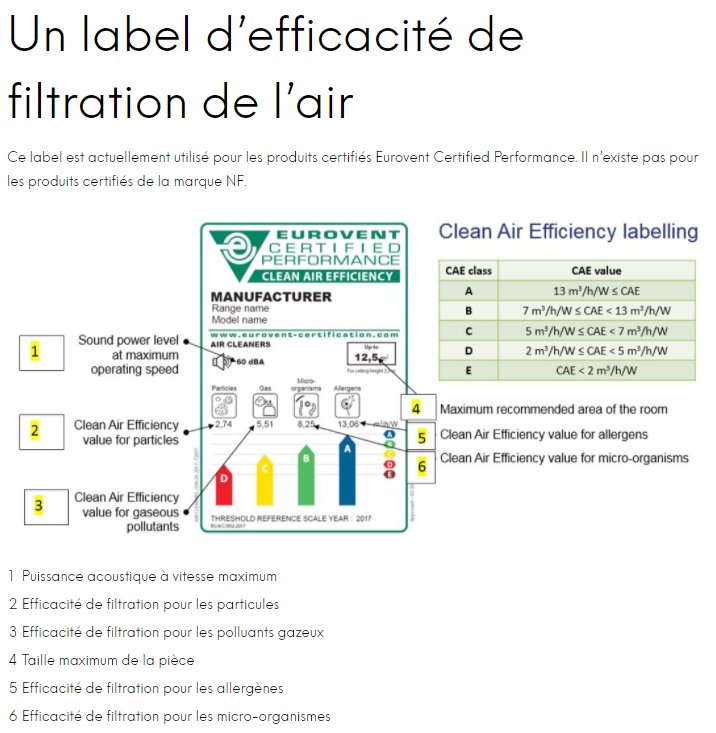 Un label d’efficacité de
filtration de l’air
Ce label est actuellement utilisé pour les produits certifiés Eurovent Certified Performance. Il n’existe pas pour
les produits certifiés de la marque NF.
EUROVENT
CERTIFIED
PERFORMANCE
CLEAN AIR EFFICIENCY
MANUFACTURER
Range name
Model name
www.eurovent-certification.com
AIR CLEANERS
60 dBA
Up to
12,5
Particles
Gas
Micro-
organisms
Allergens
2,74
5,51
8,25
13,06
m³/h/W
D
C
B
A
A
B
C
D
E
THRESHOLD REFERENCE SCALE YEAR : 2017
1
Sound power level
at maximum
operating speed
2
Clean Air Efficiency
value for particles
3
Clean Air Efficiency
value for gaseous
pollutants
Clean Air Efficiency labelling
CAE class CAE value
A 13 m³/h/W ≤ CAE
B 7 m³/h/W ≤ CAE < 13 m³/h/W
C 5 m³/h/W ≤ CAE < 7 m³/h/W
D 2 m³/h/W ≤ CAE < 5 m³/h/W
E CAE < 2 m³/h/W
4 Maximum recommended area of the room
5 Clean Air Efficiency value for allergens
6 Clean Air Efficiency value for micro-organisms
1 Puissance acoustique à vitesse maximum
2 Efficacité de filtration pour les particules
3 Efficacité de filtration pour les polluants gazeux
4 Taille maximum de la pièce
5 Efficacité de filtration pour les allergènes
6 Efficacité de filtration pour les micro-organismes